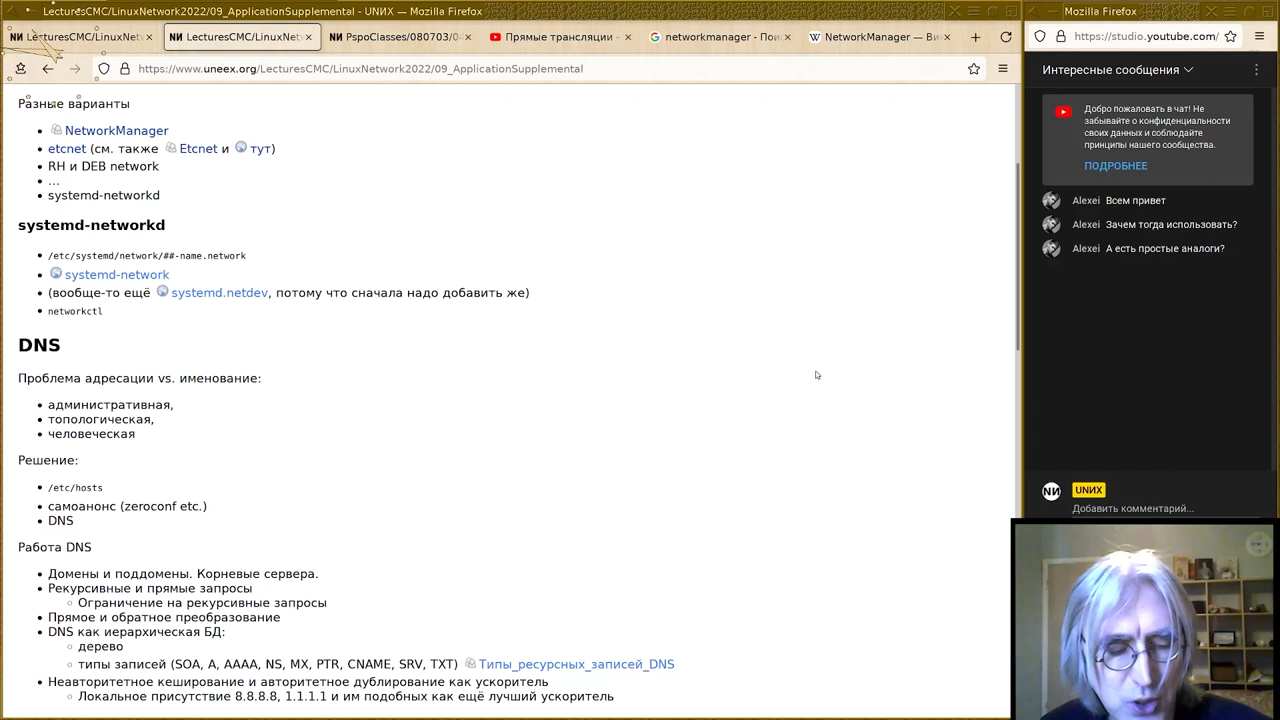 LecturesCMC/LinuxNetwork2022/09_ApplicationSupplemental - UNИX — Mozilla Firefox
Mozilla Firefox
LecturesCMC/LinuxNetw
LecturesCMC/LinuxNetw
PspoClasses/080703/04
Прямые трансляции -
networkmanager - Пои
NetworkManager — Ви
https://www.uneex.org/LecturesCMC/LinuxNetwork2022/09_ApplicationSupplemental
https://studio.youtube.com/
Разные варианты
NetworkManager
etcnet (см. также Etcnet и тут)
RH и DEB network
...
systemd-networkd
systemd-networkd
/etc/systemd/network/##-name.network
systemd-network
(вообще-то ещё systemd.netdev, потому что сначала надо добавить же)
networkctl
DNS
Проблема адресации vs. именование:
административная,
топологическая,
человеческая
Решение:
/etc/hosts
самоанонс (zeroconf etc.)
DNS
Работа DNS
Домены и поддомены. Корневые сервера.
Рекурсивные и прямые запросы
Ограничение на рекурсивные запросы
Прямое и обратное преобразование
DNS как иерархическая БД:
дерево
типы записей (SOA, A, AAAA, NS, MX, PTR, CNAME, SRV, TXT) Типы_ресурсных_записей_DNS
Неавторитетное кеширование и авторитетное дублирование как ускоритель
Локальное присутствие 8.8.8.8, 1.1.1.1 и им подобных как ещё лучший ускоритель
Интересные сообщения
Добро пожаловать в чат! Не
забывайте о конфиденциальности
своих данных и соблюдайте
принципы нашего сообщества.
ПОДРОБНЕЕ
Alexei Всем привет
Alexei Зачем тогда использовать?
Alexei А есть простые аналоги?
UNИX
Добавить комментарий...